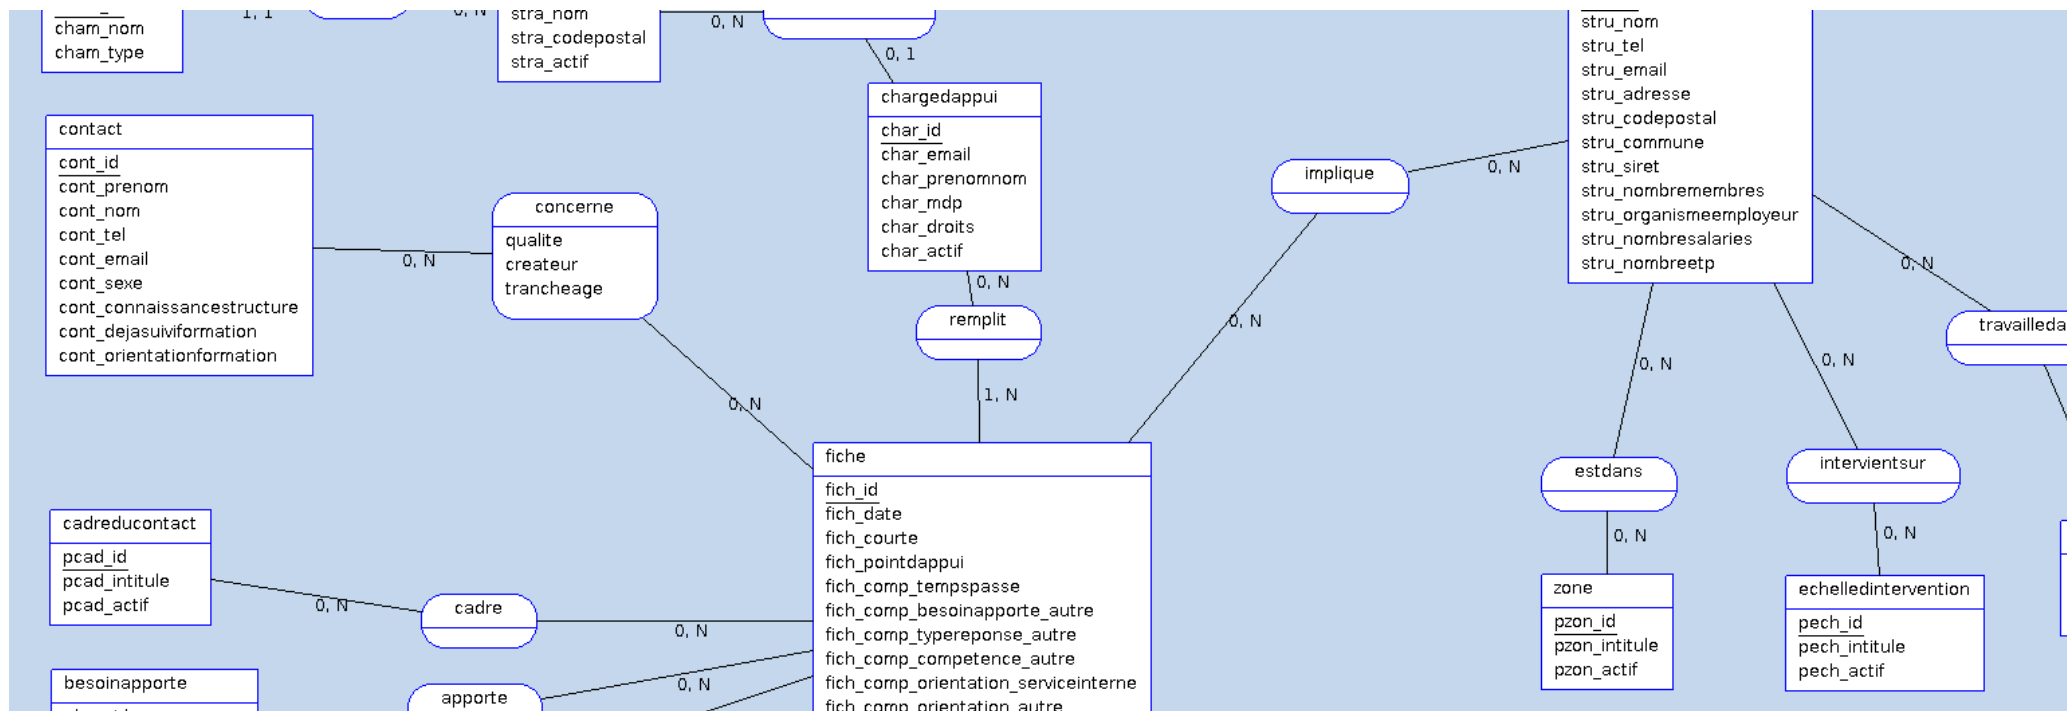 1, 1
0, N
cham_nom
cham_type
stra_nom
stra_codepostal
stra_actif
0, N
0, 1
stru_nom
stru_tel
stru_email
stru_adresse
stru_codepostal
stru_commune
stru_siret
stru_nombremembres
stru_organismeemployeur
stru_nombresalaries
stru_nombreetp
chargedappui
char_id
char_email
char_prenomnom
char_mdp
char_droits
char_actif
contact
cont_id
cont_prenom
cont_nom
cont_tel
cont_email
cont_sexe
cont_connaissancestructure
cont_dejasuiviformation
cont_orientationformation
0, N
concerne
qualite
createur
trancheage
0, N
0, N
remplit
1, N
implique
0, N
0, N
0, N
travailleda
0, N
0, N
estdans
intervientsur
0, N
0, N
fiche
fich_id
fich_date
fich_courte
fich_pointdappui
fich_comp_tempspasse
fich_comp_besoinapporte_autre
fich_comp_typereponse_autre
fich_comp_competence_autre
fich_comp_orientation_serviceinterne
fich_comp_orientation_autre
cadreducontact
pcad_id
pcad_intitule
pcad_actif
0, N
cadre
0, N
zone
pzon_id
pzon_intitule
pzon_actif
echelledintervention
pech_id
pech_intitule
pech_actif
besoinapporte
apporte
0, N